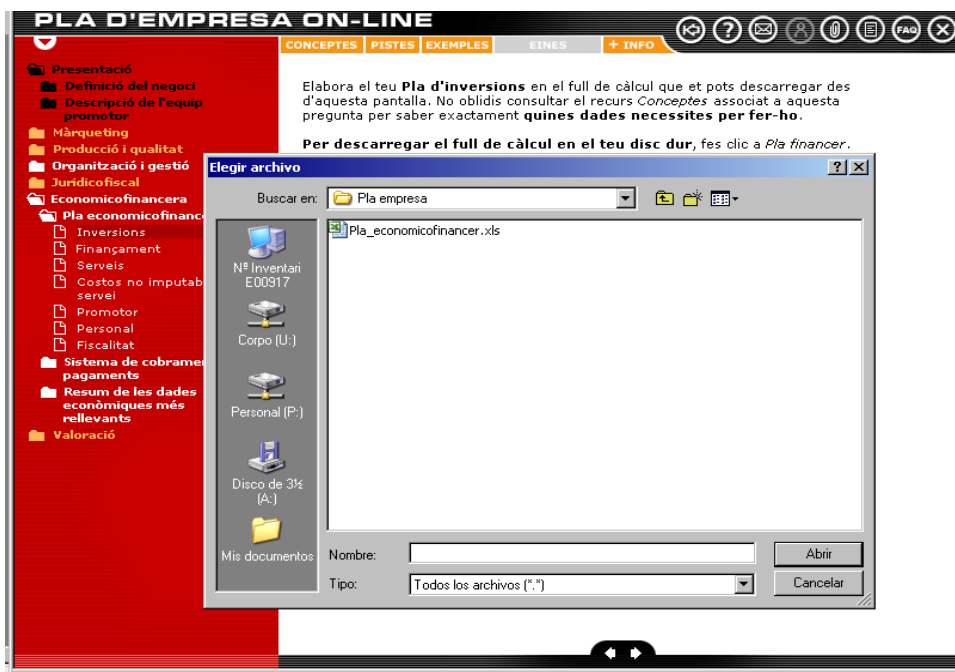 PLA D'EMPRESA ON-LINE
CONCEPTES PISTES EXEMPLES EINES + INFO
FAQ
Presentació
Definició del negoci
Descripció de l'equip
promotor
Màrqueting
Producció i qualitat
Organització i gestió
Juridicofiscal
Economicofinancera
Pla economicofinanc
Inversions
Finançament
Serveis
Costos no imputab
servei
Promotor
Personal
Fiscalitat
Sistema de cobrame
pagaments
Resum de les dades
econòmiques més
rellevants
Valoració
Elabora el teu Pla d'inversions en el full de càlcul que et pots descarregar des
d'aquesta pantalla. No oblidis consultar el recurs Conceptes associat a aquesta
pregunta per saber exactament quines dades necessites per fer-ho.
Per descarregar el full de càlcul en el teu disc dur, fes clic a Pla financer.
Elegir archivo
Buscar en: Pla empresa
Pla_economicofinancer.xls
Nº Inventari
E00917
Corpo (U:)
Personal (P:)
Disco de 3½
(A:)
Mis documentos
Nombre:
Abrir
Tipo: Todos los archivos (*.*)
Cancelar